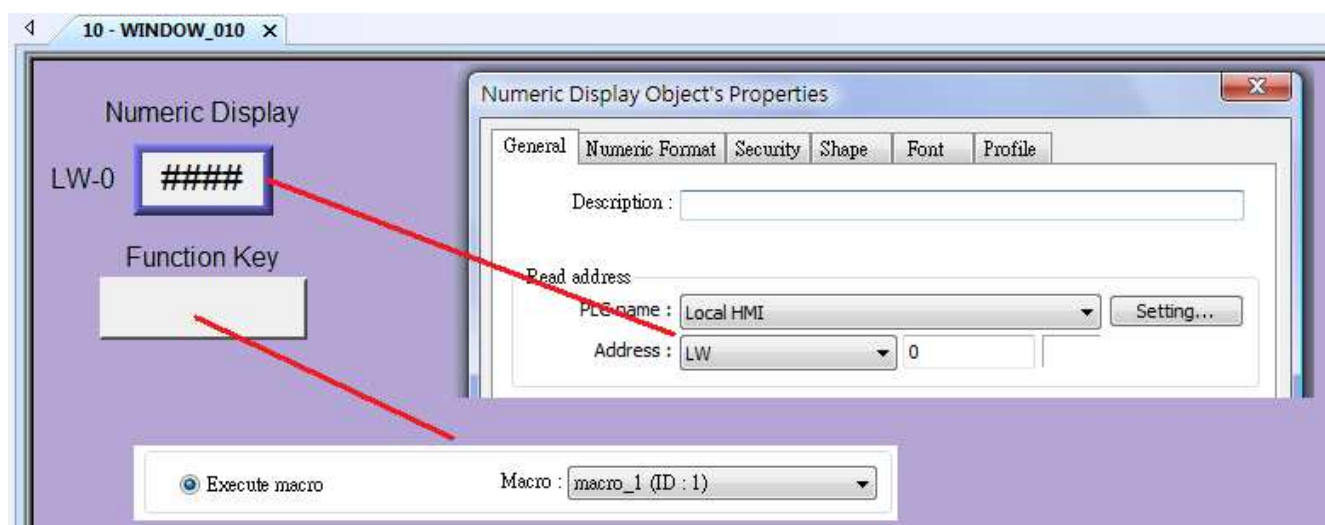 10 - WINDOW_010
Numeric Display
LW-0 ####
Function Key
Numeric Display Object's Properties
General Numeric Format Security Shape Font Profile
Description :
Read address
PLC name : Local HMI Setting...
Address : LW 0
Execute macro Macro : macro_1 (ID : 1)